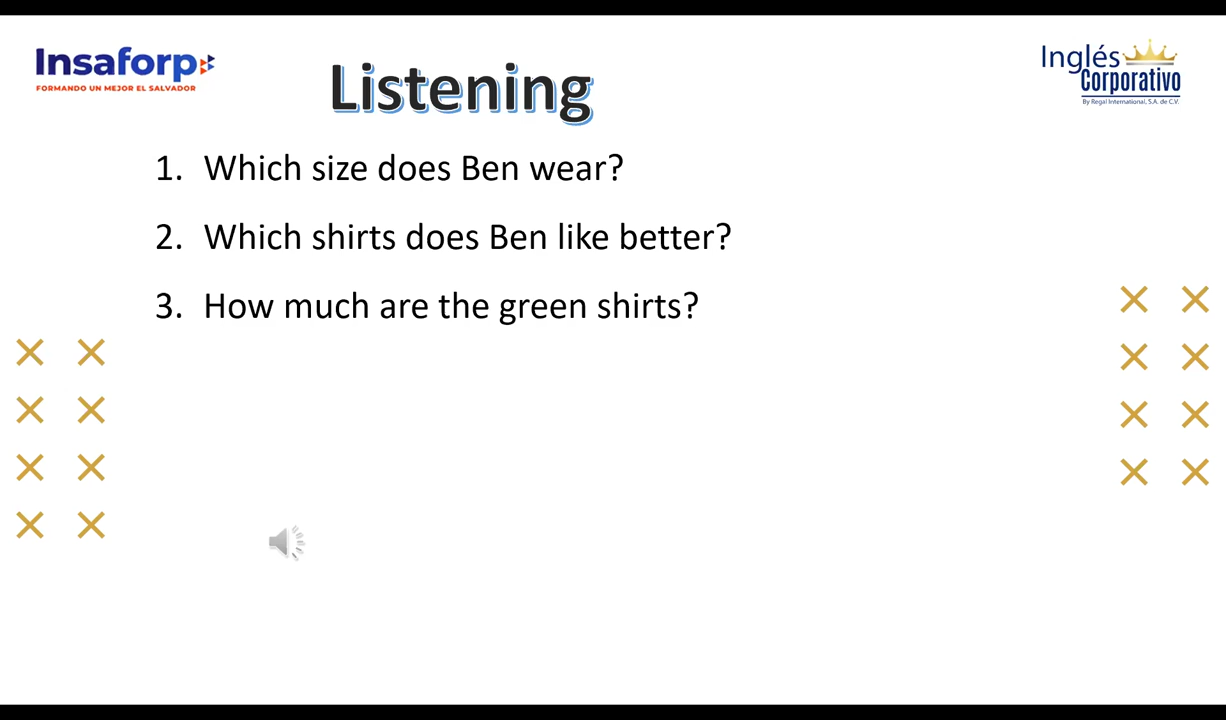 Insaforp
FORMANDO UN MEJOR EL SALVADOR
Listening
Inglés
Corporativo
By Regal International, S.A. de C.V.
1. Which size does Ben wear?
2. Which shirts does Ben like better?
3. How much are the green shirts?